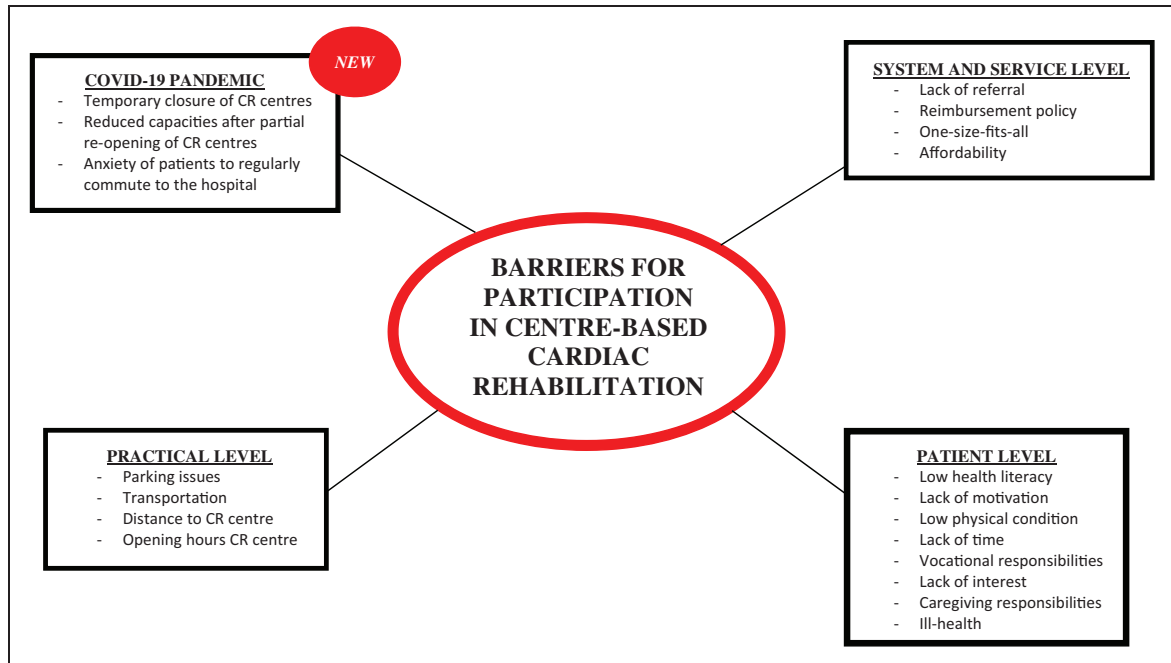 NEW
COVID-19 PANDEMIC
- Temporary closure of CR centres
- Reduced capacities after partial
re-opening of CR centres
- Anxiety of patients to regularly
commute to the hospital
SYSTEM AND SERVICE LEVEL
- Lack of referral
- Reimbursement policy
- One-size-fits-all
- Affordability
BARRIERS FOR
PARTICIPATION
IN CENTRE-BASED
CARDIAC
REHABILITATION
PRACTICAL LEVEL
- Parking issues
- Transportation
- Distance to CR centre
- Opening hours CR centre
PATIENT LEVEL
- Low health literacy
- Lack of motivation
- Low physical condition
- Lack of time
- Vocational responsibilities
- Lack of interest
- Caregiving responsibilities
- Ill-health